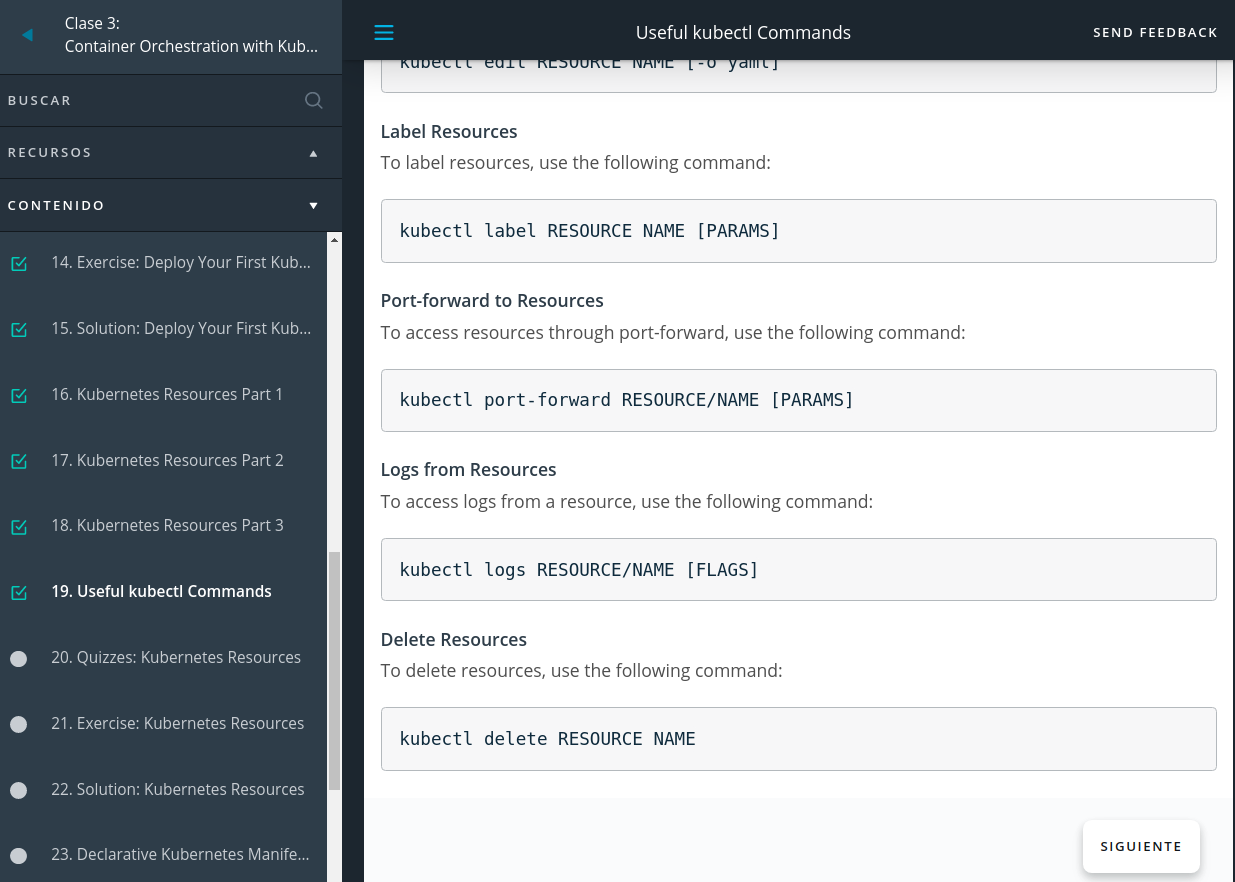 Clase 3:
Container Orchestration with Kub...
BUSCAR
RECURSOS
CONTENIDO
14. Exercise: Deploy Your First Kub...
15. Solution: Deploy Your First Kub...
16. Kubernetes Resources Part 1
17. Kubernetes Resources Part 2
18. Kubernetes Resources Part 3
19. Useful kubectl Commands
20. Quizzes: Kubernetes Resources
21. Exercise: Kubernetes Resources
22. Solution: Kubernetes Resources
23. Declarative Kubernetes Manife...
Useful kubectl Commands
SEND FEEDBACK
kubectl edit RESOURCE NAME [-o yaml]
Label Resources
To label resources, use the following command:
kubectl label RESOURCE NAME [PARAMS]
Port-forward to Resources
To access resources through port-forward, use the following command:
kubectl port-forward RESOURCE/NAME [PARAMS]
Logs from Resources
To access logs from a resource, use the following command:
kubectl logs RESOURCE/NAME [FLAGS]
Delete Resources
To delete resources, use the following command:
kubectl delete RESOURCE NAME
SIGUIENTE